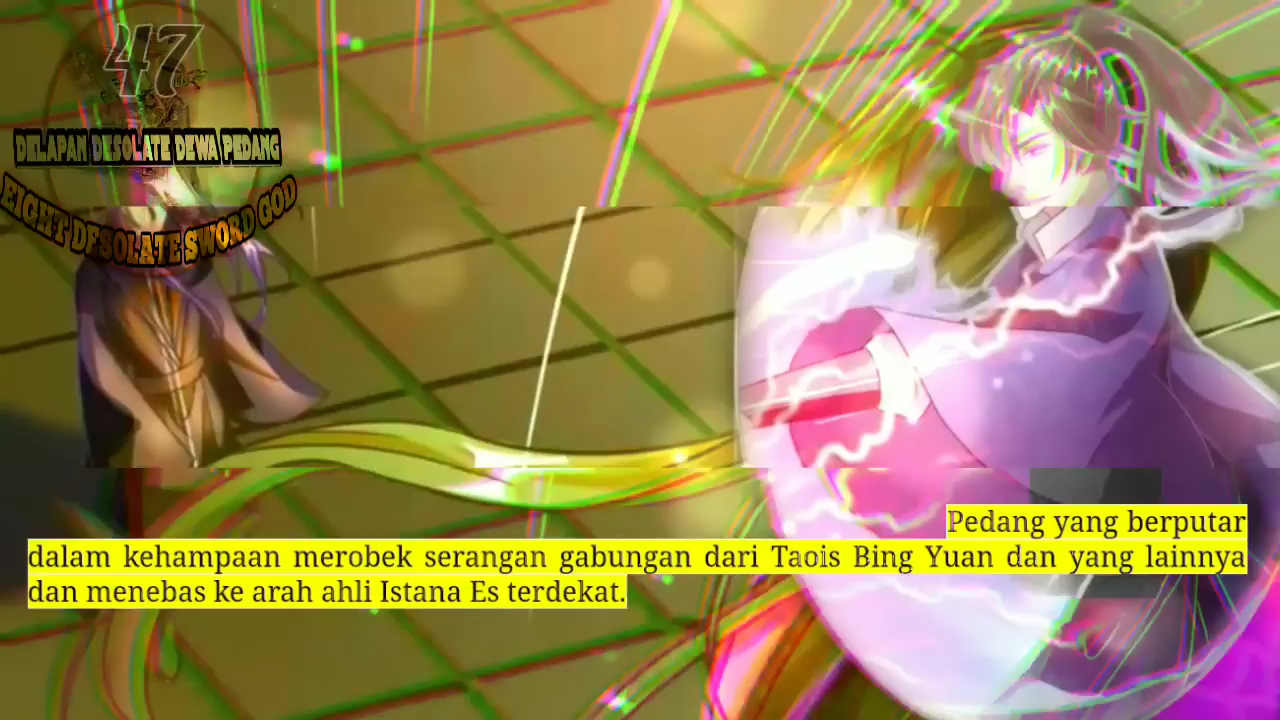 47
DELAPAN DESOLATE DEWA PEDANG
EIGHT DESOLATE SWORD GOD
Pedang yang berputar
dalam kehampaan merobek serangan gabungan dari Taois Bing Yuan dan yang lainnya
dan menebas ke arah ahli Istana Es terdekat.